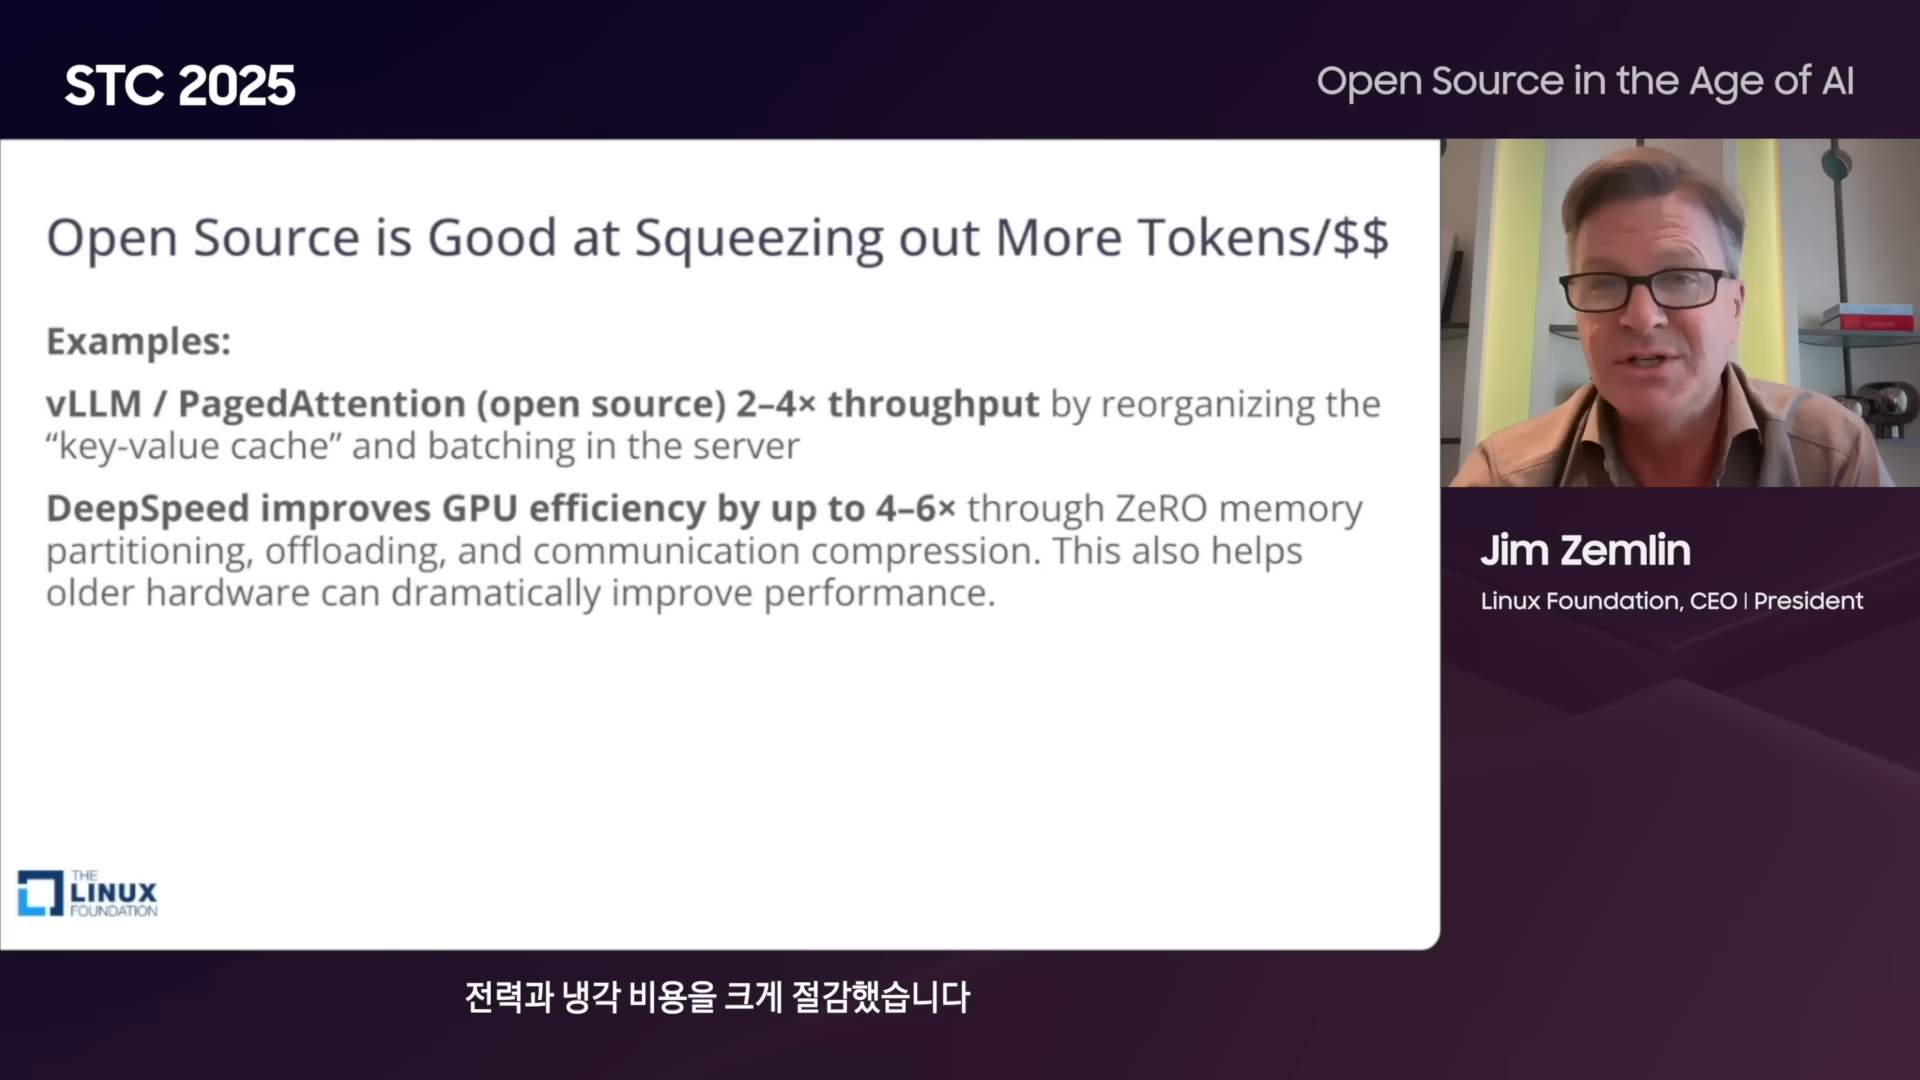 STC 2025
Open Source in the Age of AI
Open Source is Good at Squeezing out More Tokens/$$
Examples:
vLLM / PagedAttention (open source) 2–4× throughput by reorganizing the
“key-value cache” and batching in the server
DeepSpeed improves GPU efficiency by up to 4–6× through ZeRO memory
partitioning, offloading, and communication compression. This also helps
older hardware can dramatically improve performance.
THE
LINUX
FOUNDATION
Jim Zemlin
Linux Foundation, CEO | President
전력과 냉각 비용을 크게 절감했습니다